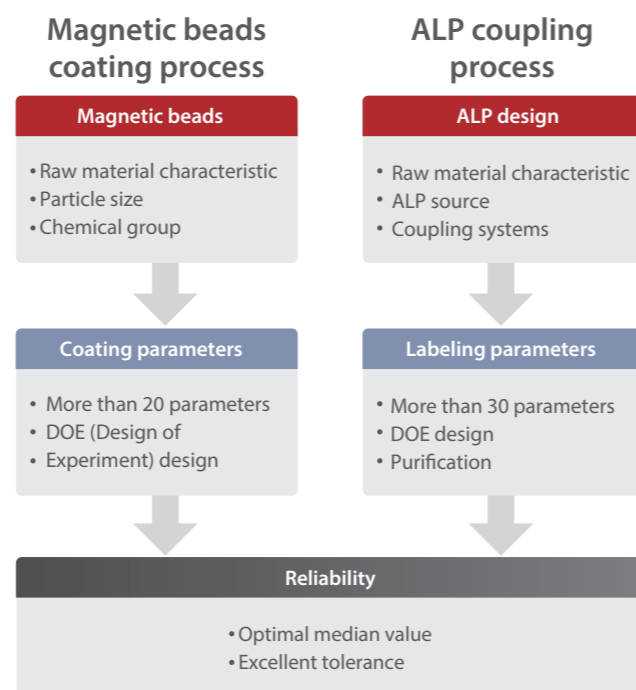 Magnetic beads
coating process
Magnetic beads
• Raw material characteristic
• Particle size
• Chemical group
Coating parameters
• More than 20 parameters
• DOE (Design of
• Experiment) design
ALP coupling
process
ALP design
• Raw material characteristic
• ALP source
• Coupling systems
Labeling parameters
• More than 30 parameters
• DOE design
• Purification
Reliability
• Optimal median value
• Excellent tolerance